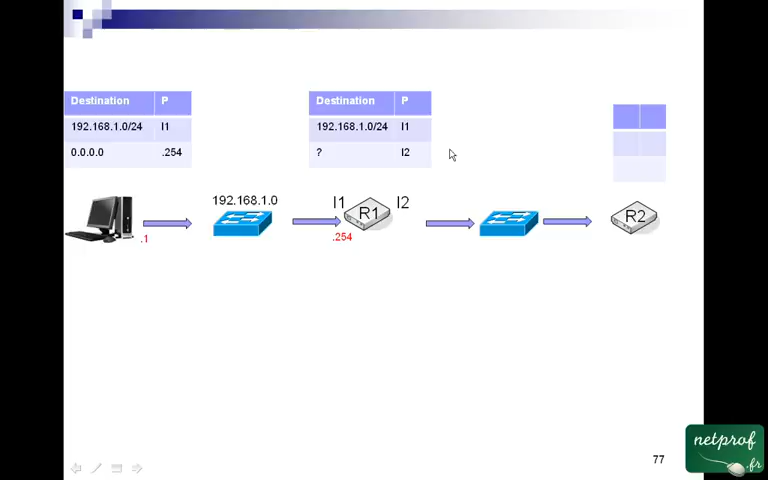 Destination P
192.168.1.0/24 I1
0.0.0.0 .254
Destination P
192.168.1.0/24 I1
? I2
192.168.1.0
I1 R1 I2
R2
.1
.254
77
netprof
.fr